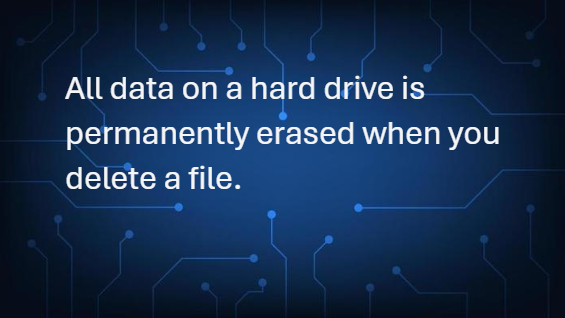 All data on a hard drive is
permanently erased when you
delete a file.